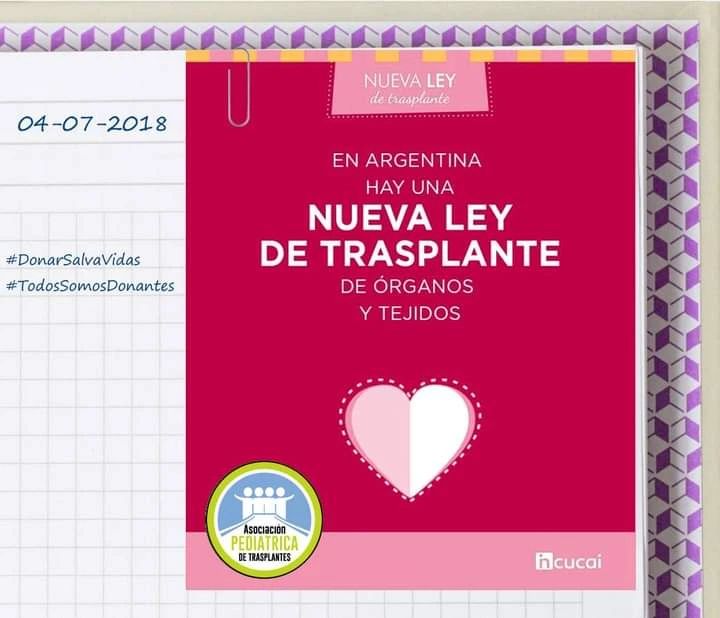 04-07-2018
#DonarSalvaVidas
#TodosSomosDonantes
NUEVA LEY
de trasplante
EN ARGENTINA
HAY UNA
NUEVA LEY
DE TRASPLANTE
DE ÓRGANOS
Y TEJIDOS
Asociación
PEDIATRICA
DE TRASPLANTES
incucai